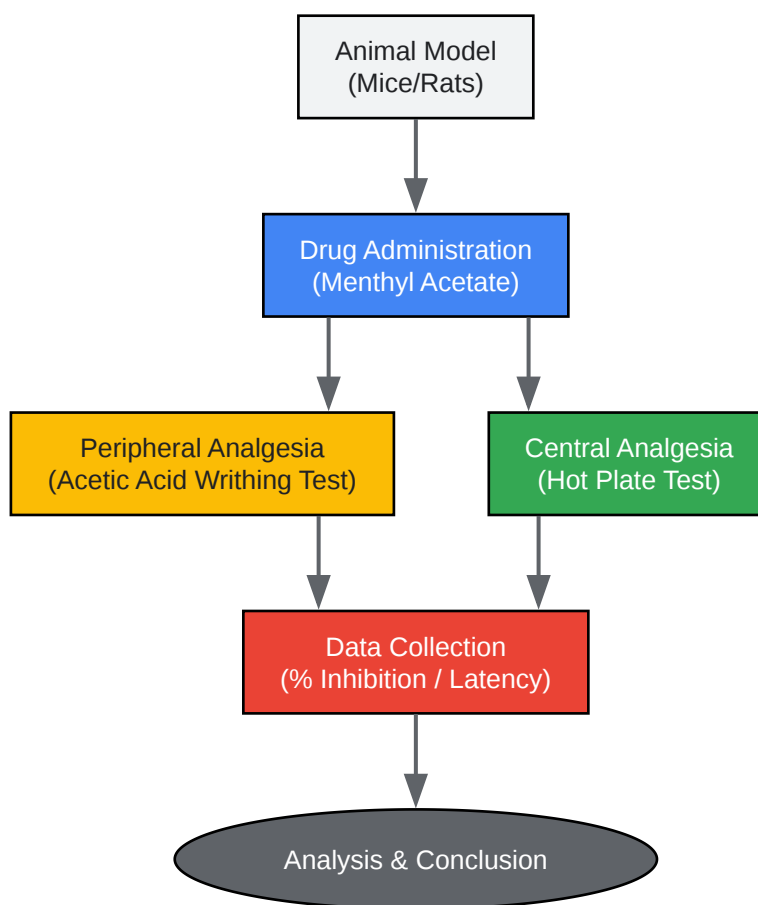 Animal Model
(Mice/Rats)
Drug Administration
(Menthyl Acetate)
Peripheral Analgesia
(Acetic Acid Writhing Test)
Central Analgesia
(Hot Plate Test)
Data Collection
(% Inhibition / Latency)
Analysis & Conclusion